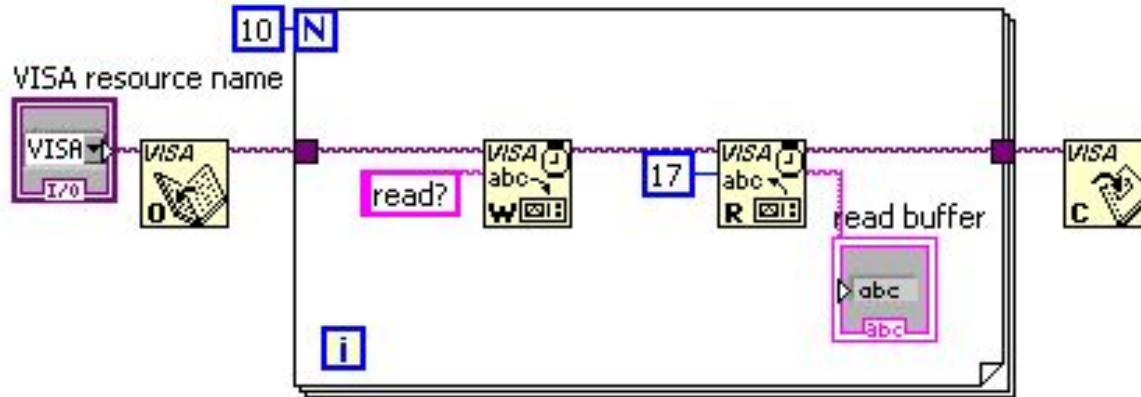 10 N
VISA resource name
VISA
I/O
VISA
O
read?
VISA
abc
W
17
VISA
abc
R
read buffer
abc
abc
i
VISA
C